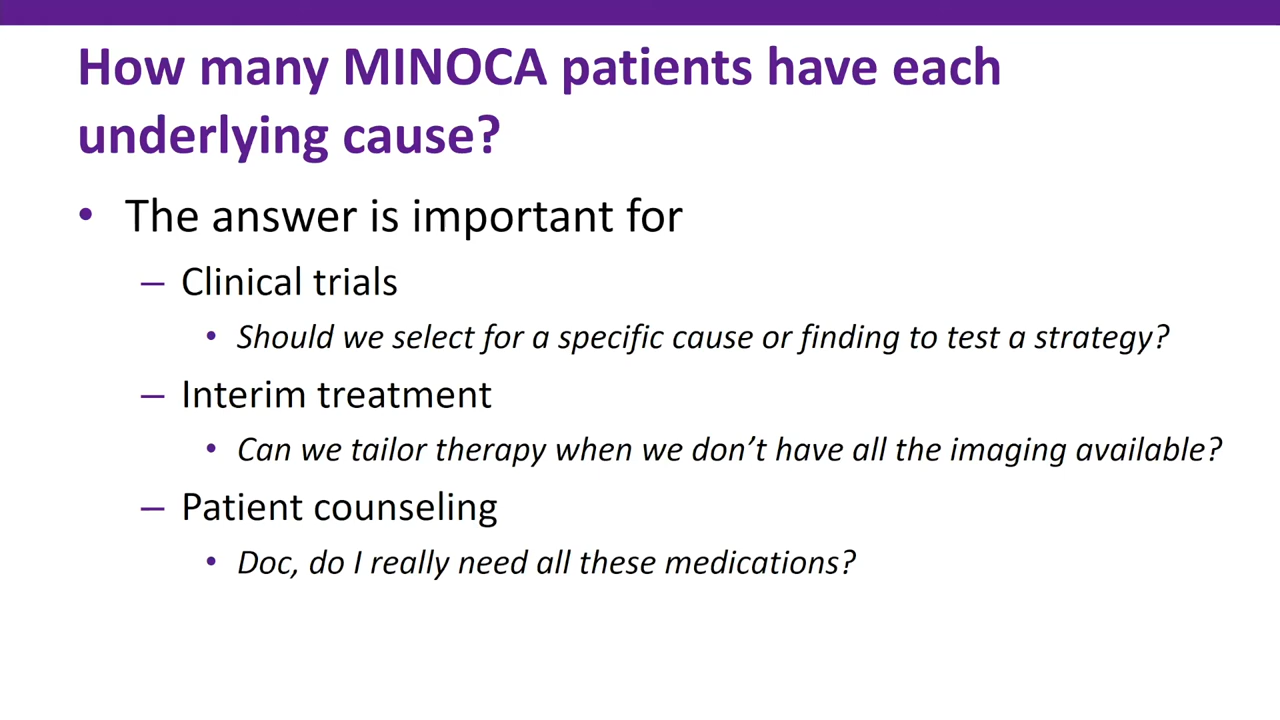 How many MINOCA patients have each
underlying cause?
• The answer is important for
– Clinical trials
• Should we select for a specific cause or finding to test a strategy?
– Interim treatment
• Can we tailor therapy when we don’t have all the imaging available?
– Patient counseling
• Doc, do I really need all these medications?